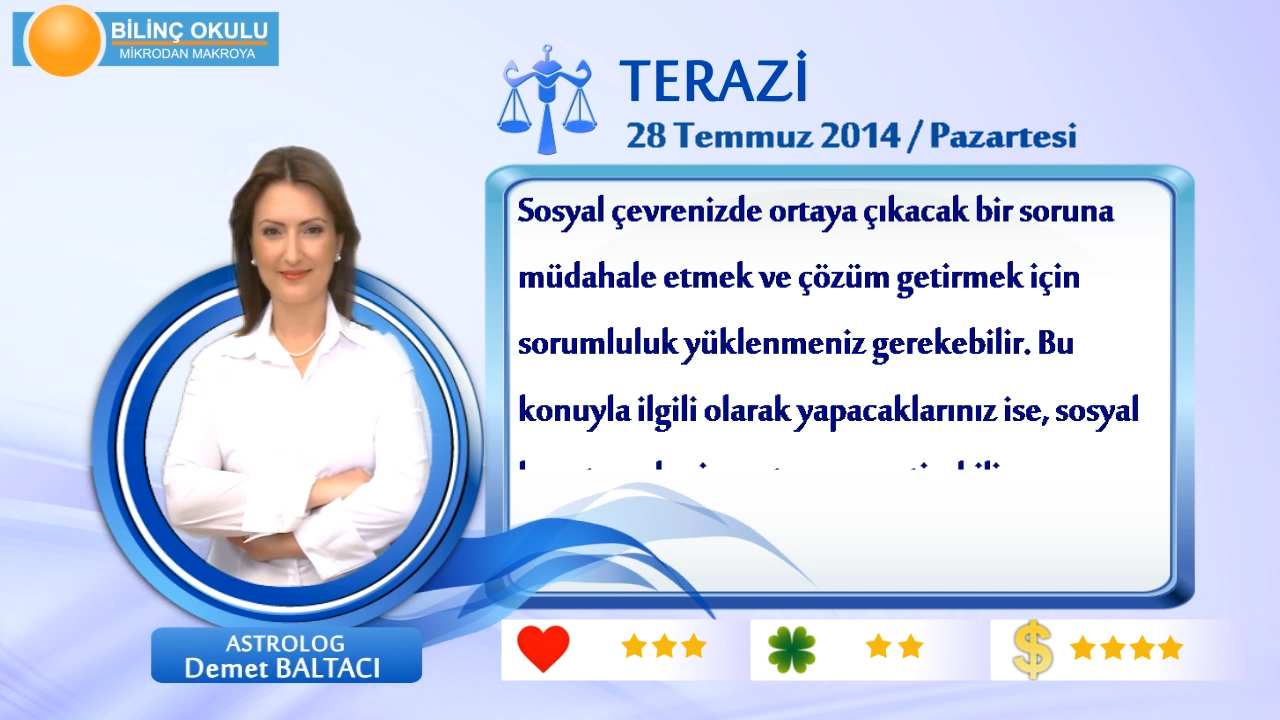 BİLİNÇ OKULU
MİKRODAN MAKROYA
TERAZİ
28 Temmuz 2014 / Pazartesi
Sosyal çevrenizde ortaya çıkacak bir soruna
müdahale etmek ve çözüm getirmek için
sorumluluk yüklenmeniz gerekebilir. Bu
konuyla ilgili olarak yapacaklarınız ise, sosyal
ASTROLOG
Demet BALTACI